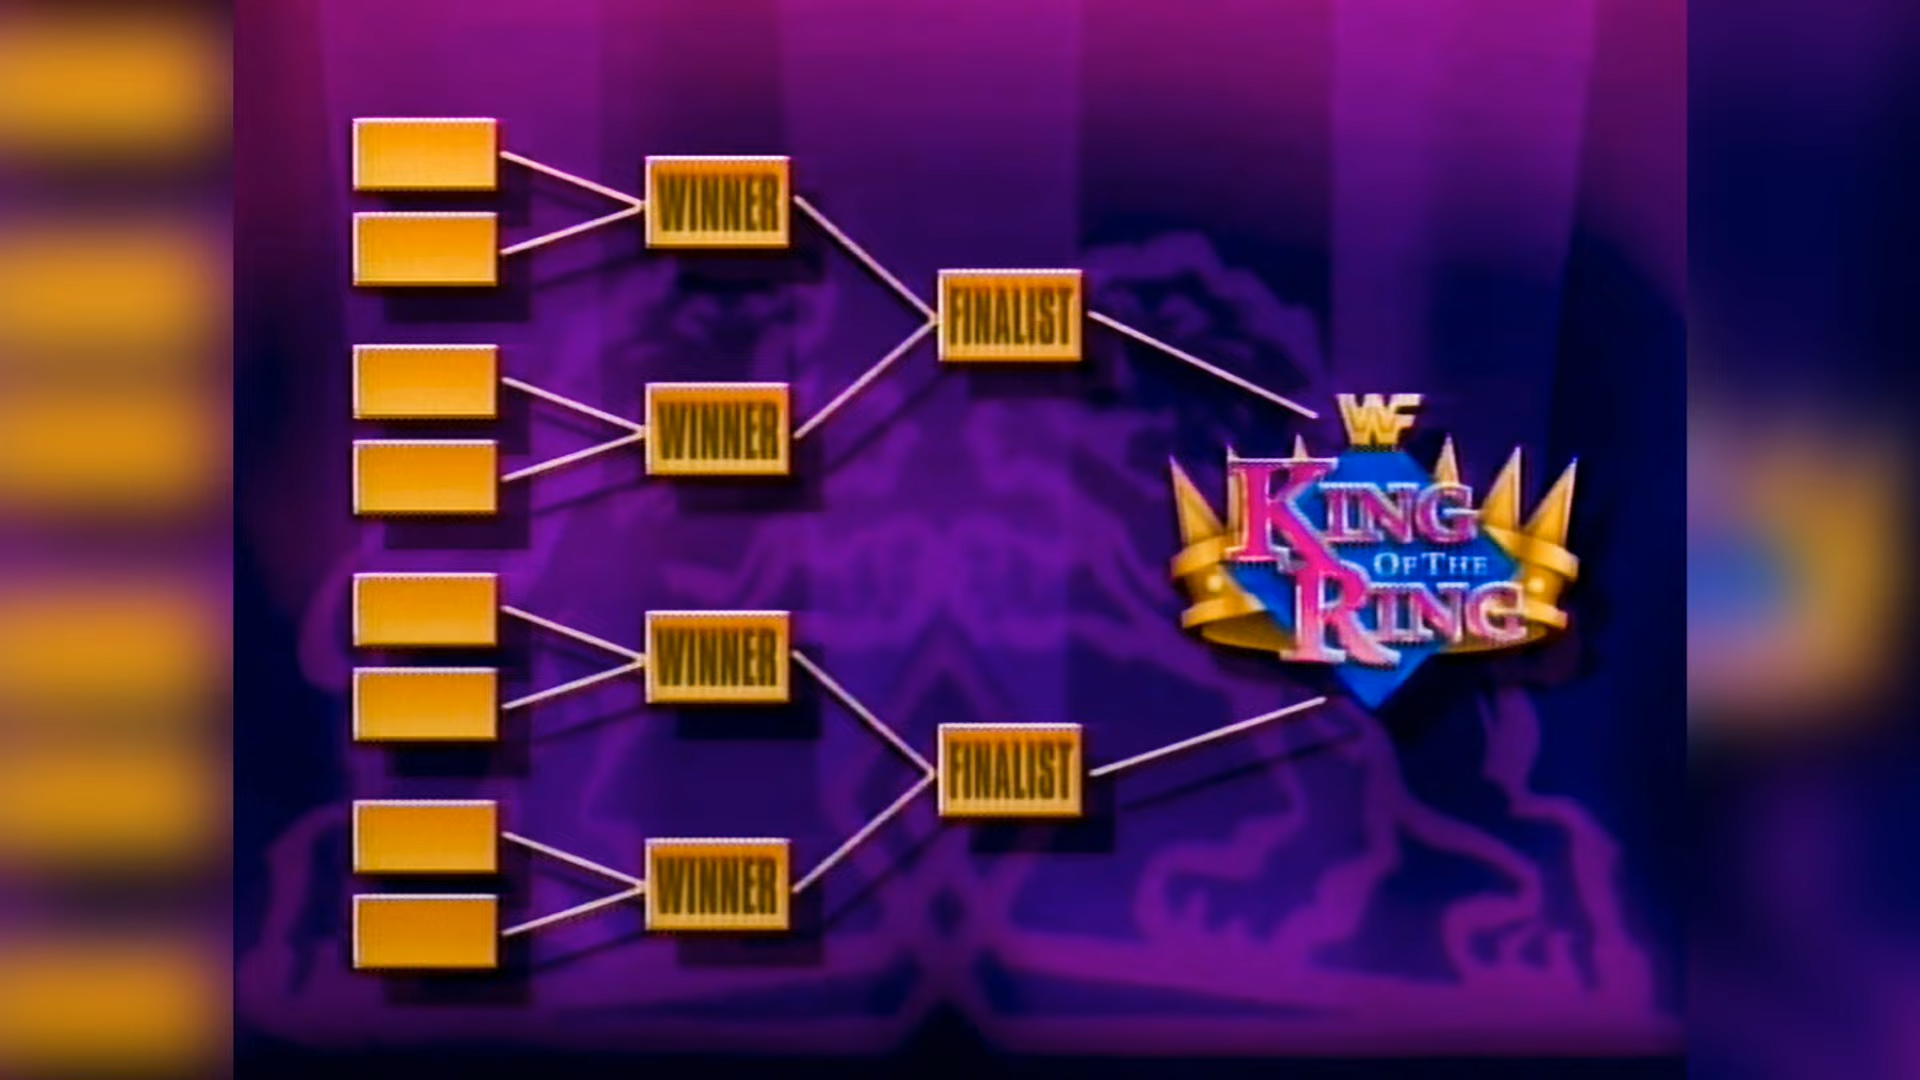 WINNER
WINNER
WINNER
WINNER
FINALIST
FINALIST
WF
KING
OF THE
RING